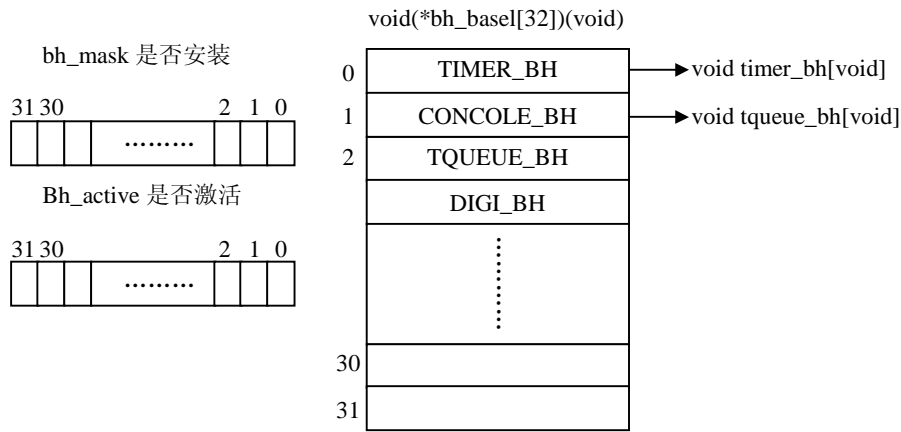 void(*bh_basel[32])(void)
bh_mask 是否安装
31 30 2 1 0
………
Bh_active 是否激活
31 30 2 1 0
………
0 TIMER_BH void timer_bh[void]
1 CONCOLE_BH void tqueue_bh[void]
2 TQUEUE_BH
DIGI_BH
30
31